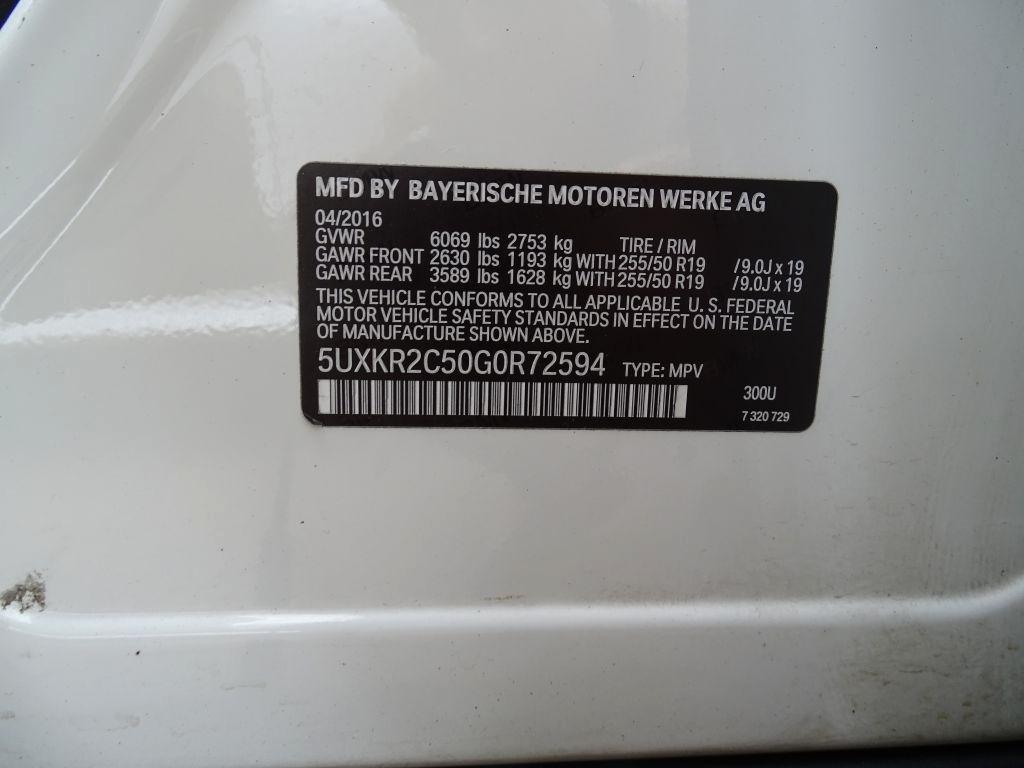 MFD BY BAYERISCHE MOTOREN WERKE AG
04/2016
GVWR 6069 lbs 2753 kg TIRE / RIM
GAWR FRONT 2630 lbs 1193 kg WITH 255/50 R19 /9.0J x 19
GAWR REAR 3589 lbs 1628 kg WITH 255/50 R19 /9.0J x 19
THIS VEHICLE CONFORMS TO ALL APPLICABLE U. S. FEDERAL
MOTOR VEHICLE SAFETY STANDARDS IN EFFECT ON THE DATE
OF MANUFACTURE SHOWN ABOVE.
5UXKR2C50G0R72594 TYPE: MPV
300U
7 320 729